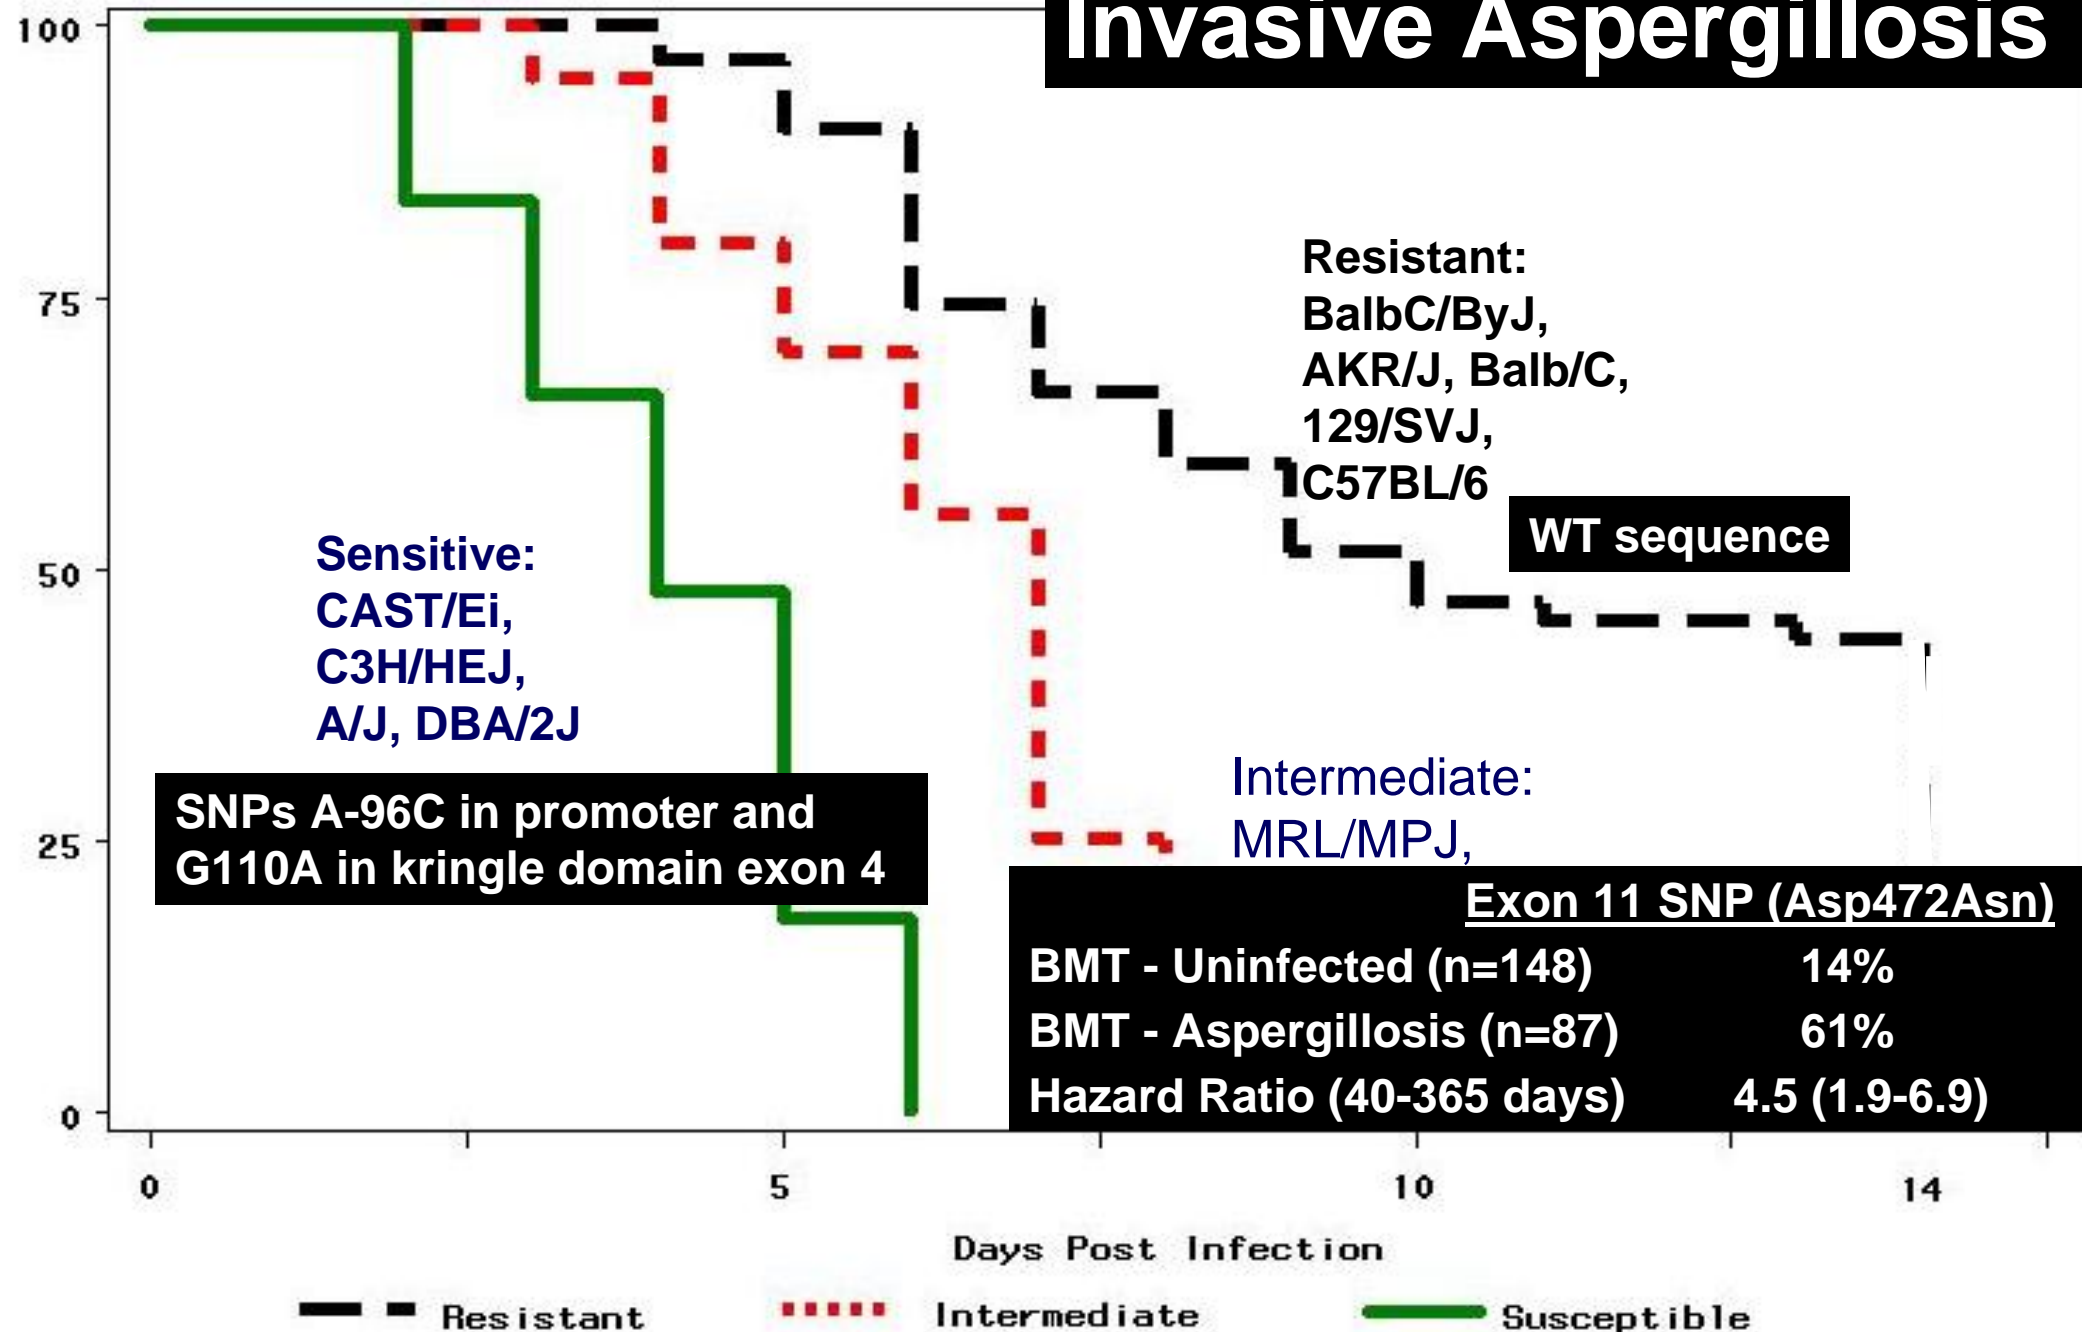 Invasive Aspergillosis
100
75
50
25
0
Resistant:
BalbC/ByJ,
AKR/J, Balb/C,
129/SVJ,
C57BL/6
WT sequence
Sensitive:
CAST/Ei,
C3H/HEJ,
A/J, DBA/2J
SNPs A-96C in promoter and
G110A in kringle domain exon 4
Intermediate:
MRL/MPJ,
Exon 11 SNP (Asp472Asn)
BMT - Uninfected (n=148) 14%
BMT - Aspergillosis (n=87) 61%
Hazard Ratio (40-365 days) 4.5 (1.9-6.9)
0 5 10 14
Days Post Infection
Resistant Intermediate Susceptible